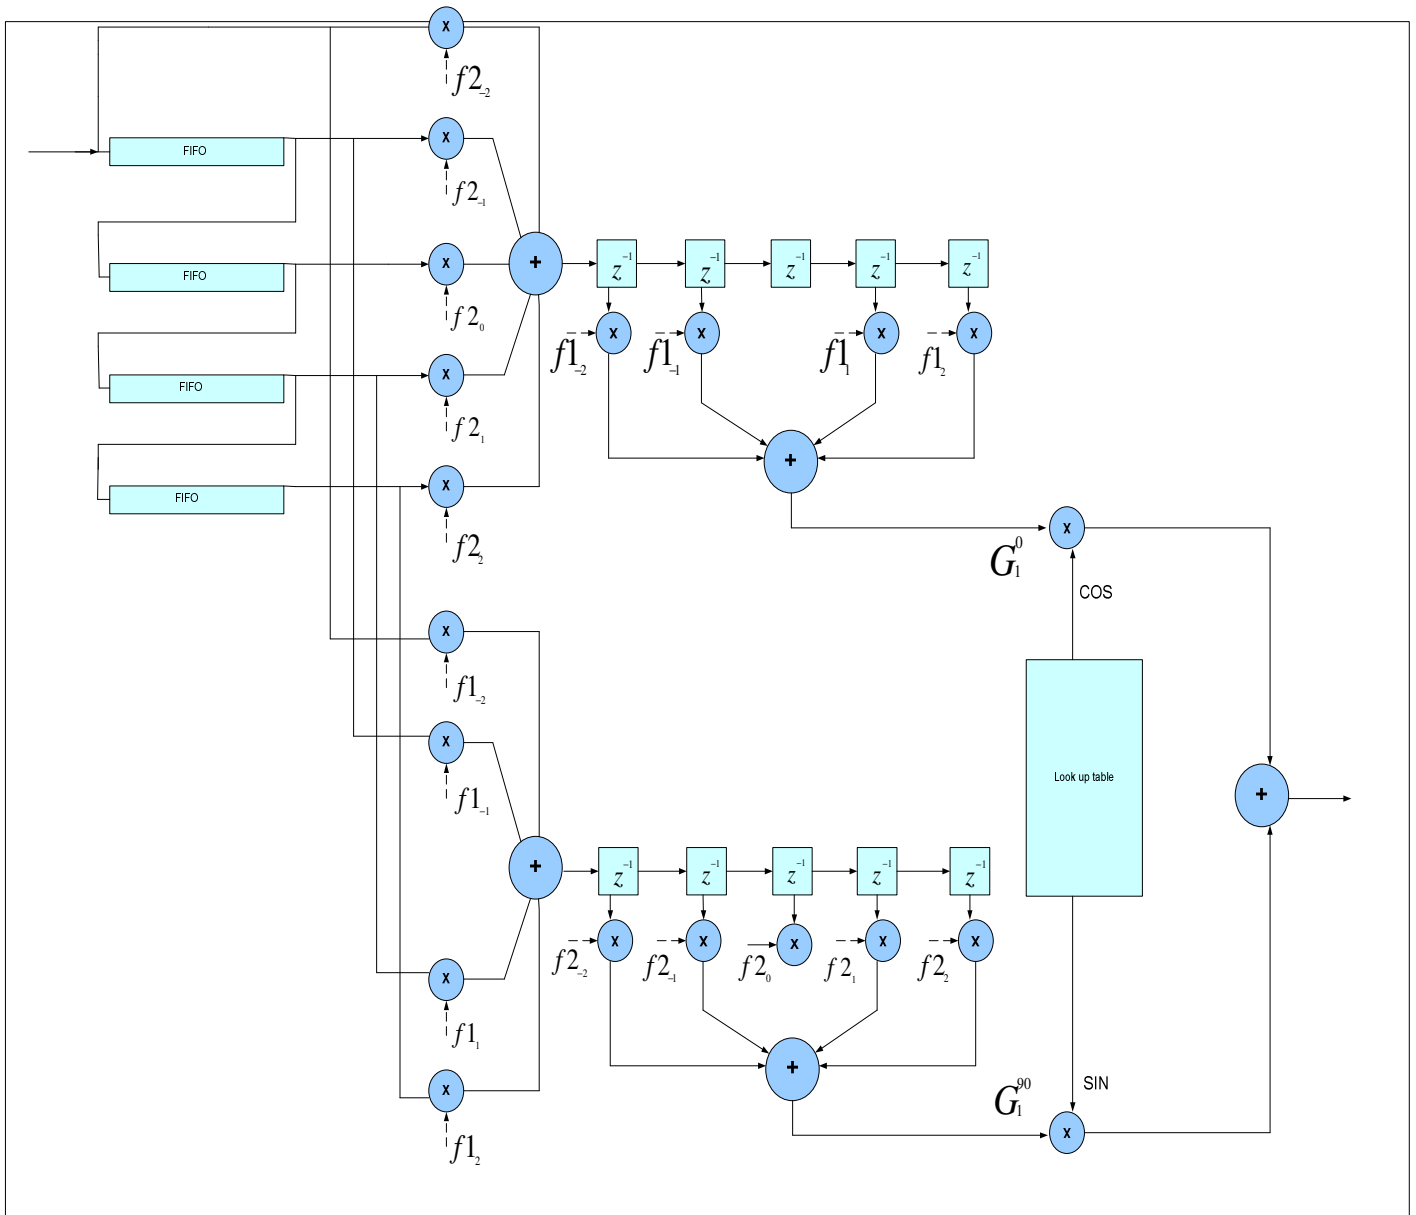 X
f2₋₂
FIFO
X
f2₋₁
FIFO
X
f2₀
+
z⁻¹ z⁻¹ z⁻¹ z⁻¹ z⁻¹
X X X X
f1₋₂ f1₋₁ f1₁ f1₂
FIFO
X
f2₁
+
FIFO
X
f2₂
X
G₁⁰
COS
X
f1₋₂
X
f1₋₁
Look up table
+
+
z⁻¹ z⁻¹ z⁻¹ z⁻¹ z⁻¹
X X X X X
f2₋₂ f2₋₁ f2₀ f2₁ f2₂
X
f1₁
+
SIN
G₁⁹⁰
X
X
f1₂